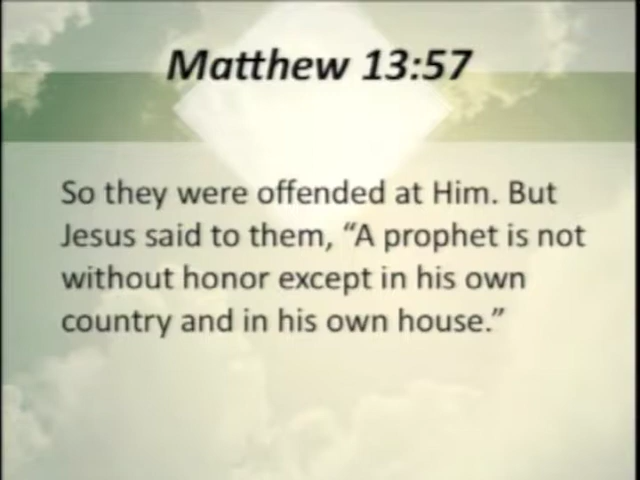 Matthew 13:57
So they were offended at Him. But
Jesus said to them, “A prophet is not
without honor except in his own
country and in his own house.”